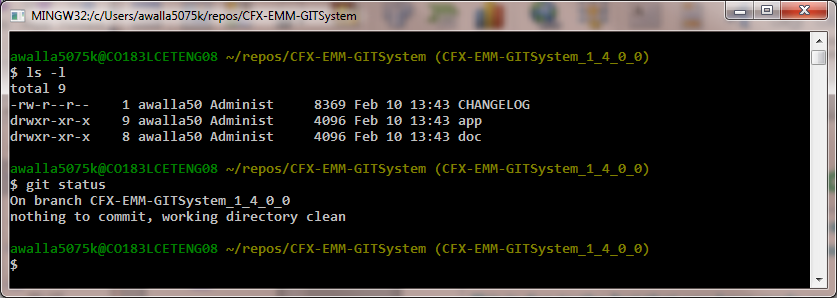 MINGW32:/c/Users/awalla5075k/repos/CFX-EMM-GITSystem
awalla5075k@CO183LCETENG08 ~/repos/CFX-EMM-GITSystem (CFX-EMM-GITSystem_1_4_0_0)
$ ls -l
total 9
-rw-r--r--    1 awalla50 Administ     8369 Feb 10 13:43 CHANGELOG
drwxr-xr-x    9 awalla50 Administ     4096 Feb 10 13:43 app
drwxr-xr-x    8 awalla50 Administ     4096 Feb 10 13:43 doc
awalla5075k@CO183LCETENG08 ~/repos/CFX-EMM-GITSystem (CFX-EMM-GITSystem_1_4_0_0)
$ git status
On branch CFX-EMM-GITSystem_1_4_0_0
nothing to commit, working directory clean
awalla5075k@CO183LCETENG08 ~/repos/CFX-EMM-GITSystem (CFX-EMM-GITSystem_1_4_0_0)
$